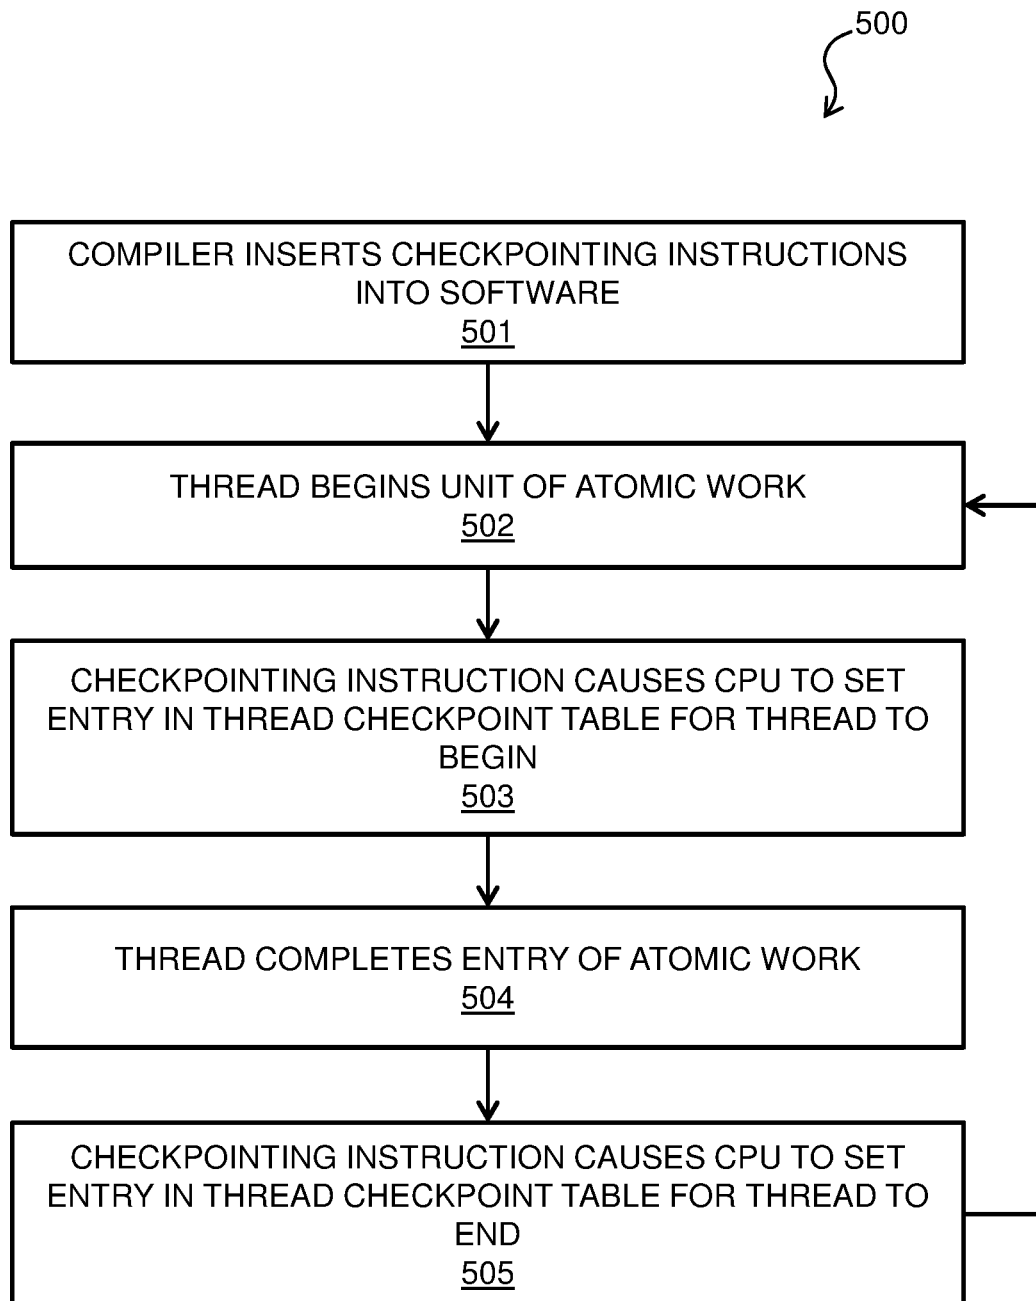 500
COMPILER INSERTS CHECKPOINTING INSTRUCTIONS
INTO SOFTWARE
501
THREAD BEGINS UNIT OF ATOMIC WORK
502
CHECKPOINTING INSTRUCTION CAUSES CPU TO SET
ENTRY IN THREAD CHECKPOINT TABLE FOR THREAD TO
BEGIN
503
THREAD COMPLETES ENTRY OF ATOMIC WORK
504
CHECKPOINTING INSTRUCTION CAUSES CPU TO SET
ENTRY IN THREAD CHECKPOINT TABLE FOR THREAD TO
END
505